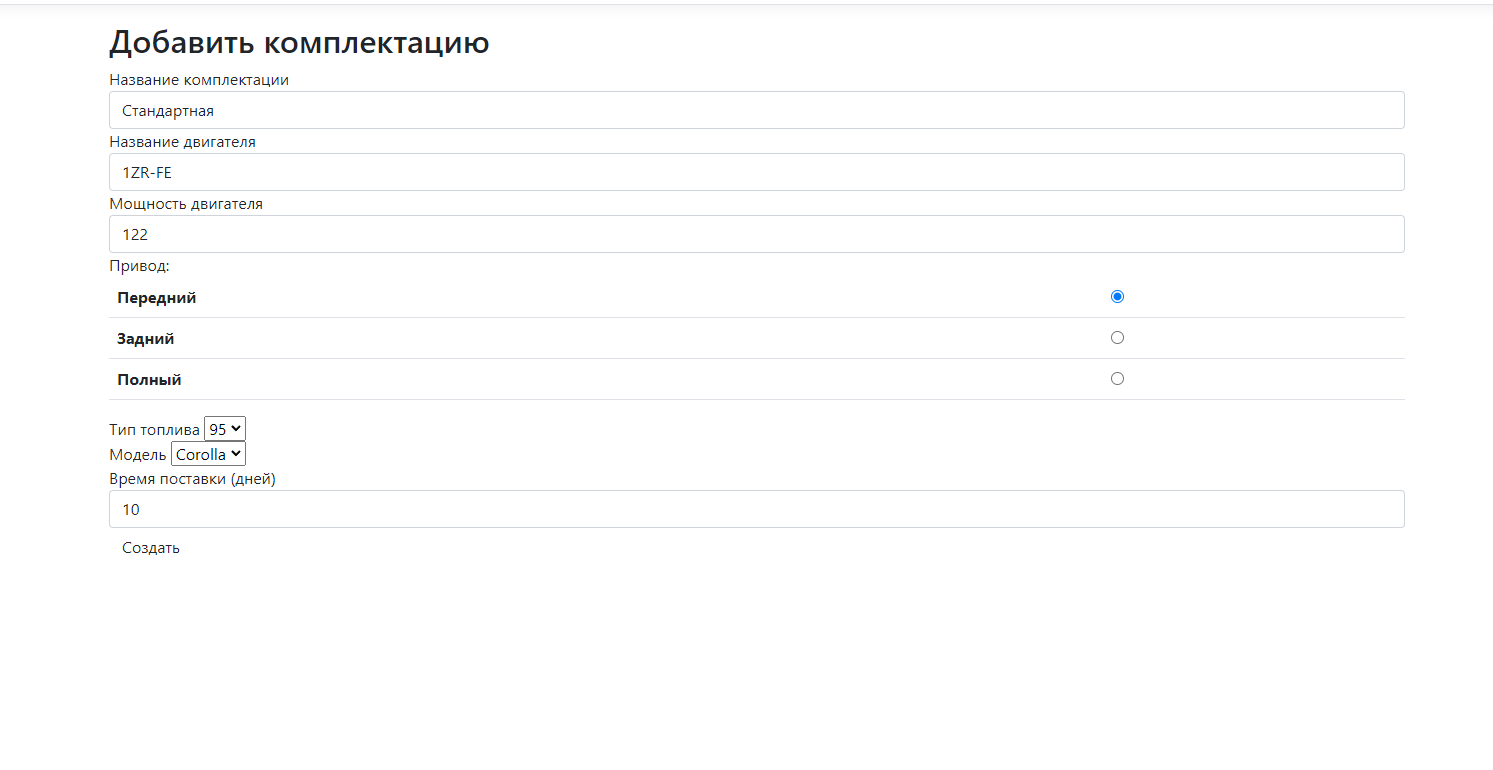 Добавить комплектацию
Название комплектации
Стандартная
Название двигателя
1ZR-FE
Мощность двигателя
122
Привод:
Передний
Задний
Полный
Тип топлива 95
Модель Corolla
Время поставки (дней)
10
Создать